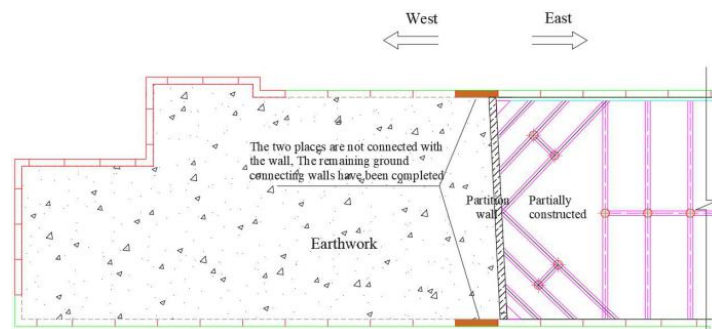 West
East
The two places are not connected with
the wall, The remaining ground
connecting walls have been completed
Partition
wall
Partially
constructed
Earthwork